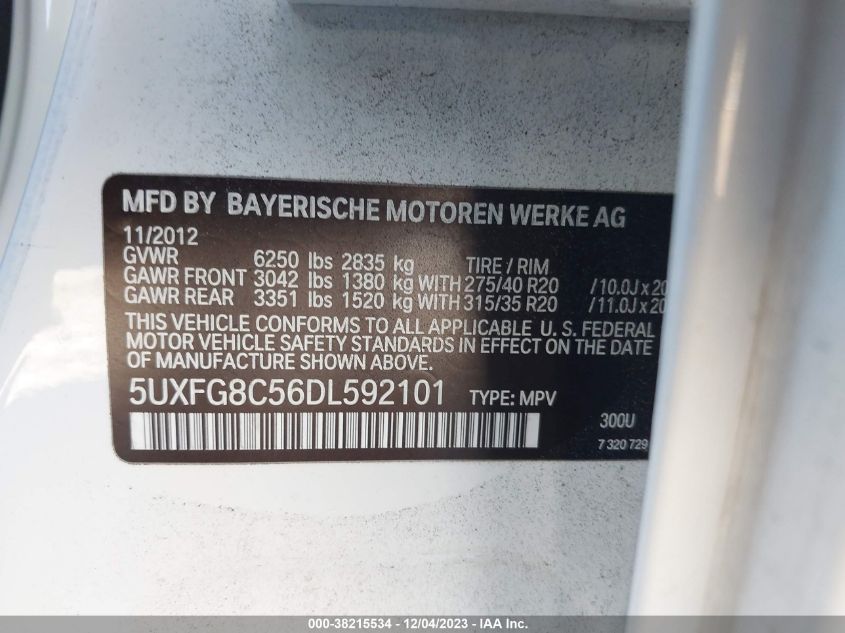 MFD BY BAYERISCHE MOTOREN WERKE AG
11/2012
GVWR 6250 lbs 2835 kg TIRE / RIM
GAWR FRONT 3042 lbs 1380 kg WITH 275/40 R20 /10.0J x 20
GAWR REAR 3351 lbs 1520 kg WITH 315/35 R20 /11.0J x 20
THIS VEHICLE CONFORMS TO ALL APPLICABLE U. S. FEDERAL
MOTOR VEHICLE SAFETY STANDARDS IN EFFECT ON THE DATE
OF MANUFACTURE SHOWN ABOVE.
5UXFG8C56DL592101 TYPE: MPV
300U
7 320 729
000-38215534 - 12/04/2023 - IAA Inc.